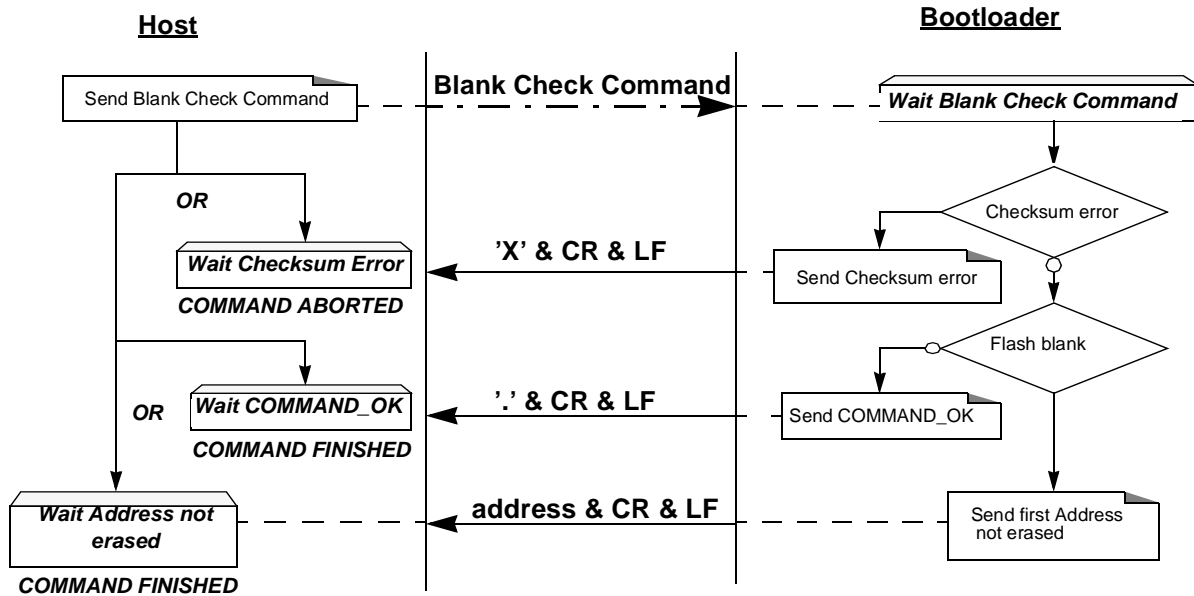 Host
Bootloader
Send Blank Check Command
Blank Check Command
Wait Blank Check Command
OR
Checksum error
Wait Checksum Error
’X’ & CR & LF
Send Checksum error
COMMAND ABORTED
Flash blank
OR
Wait COMMAND_OK
’.’ & CR & LF
Send COMMAND_OK
COMMAND FINISHED
Wait Address not
erased
address & CR & LF
Send first Address
not erased
COMMAND FINISHED